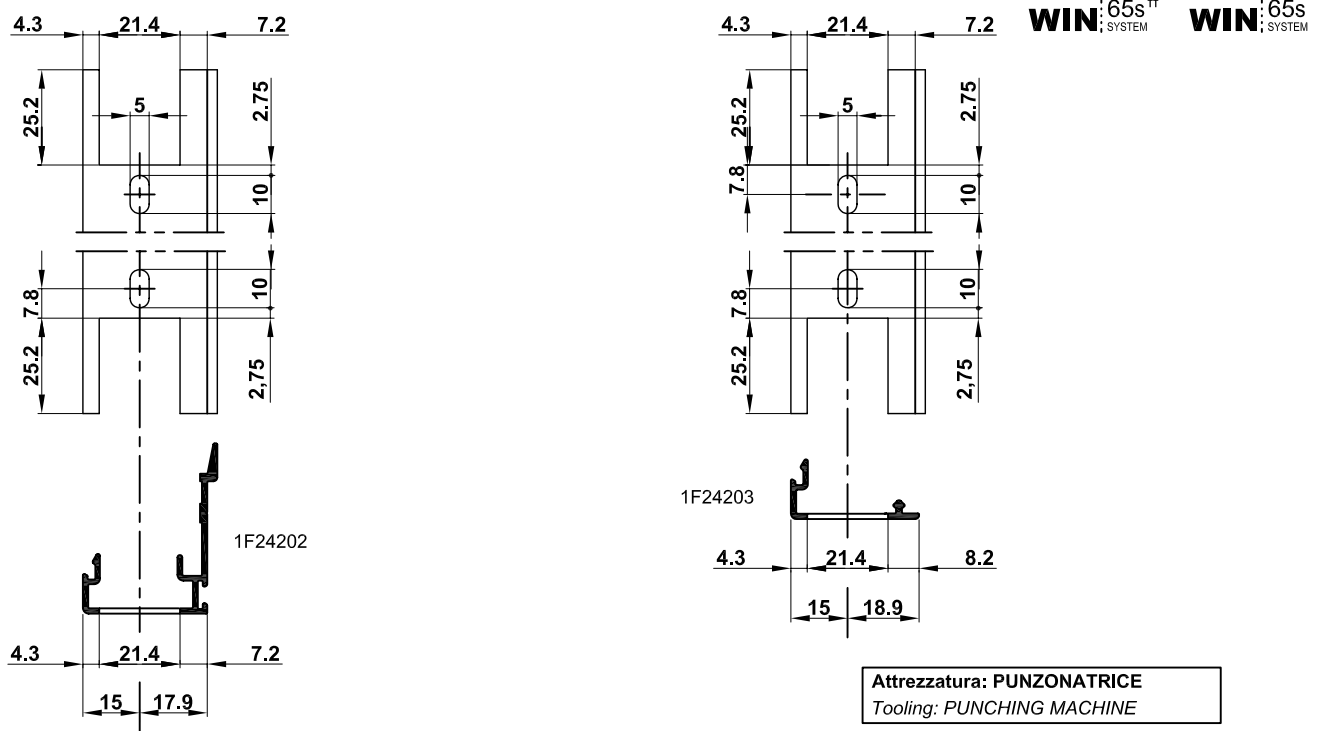 WIN 65s TT SYSTEM WIN 65s SYSTEM
4.3 21.4 7.2
25.2 5 2.75
10
7.8 10
25.2 2,75
1F24202
4.3 21.4 7.2
15 17.9
4.3 21.4 7.2
25.2 5 2.75
7.8 10
7.8 10
25.2 2,75
1F24203
4.3 21.4 8.2
15 18.9
Attrezzatura: PUNZONATRICE
Tooling: PUNCHING MACHINE